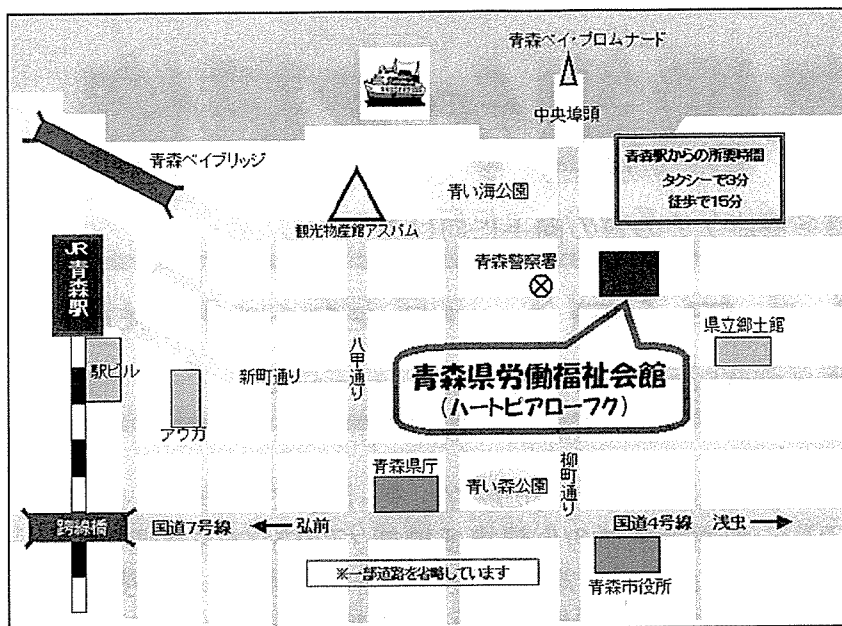 青森ベイ・プロムナード
中央埠頭
青森ベイブリッジ
青い海公園
青森駅からの所要時間
タクシーで3分
徒歩で15分
観光物産館アスパム
JR青森駅
青森警察署
県立郷土館
駅ビル
新町通り
八甲通り
アウガ
青森県労働福祉会館
(ハートピアローフク)
青森県庁
青い森公園
柳町通り
跨線橋
国道7号線
弘前
国道4号線
浅虫
※一部道路を省略しています
青森市役所